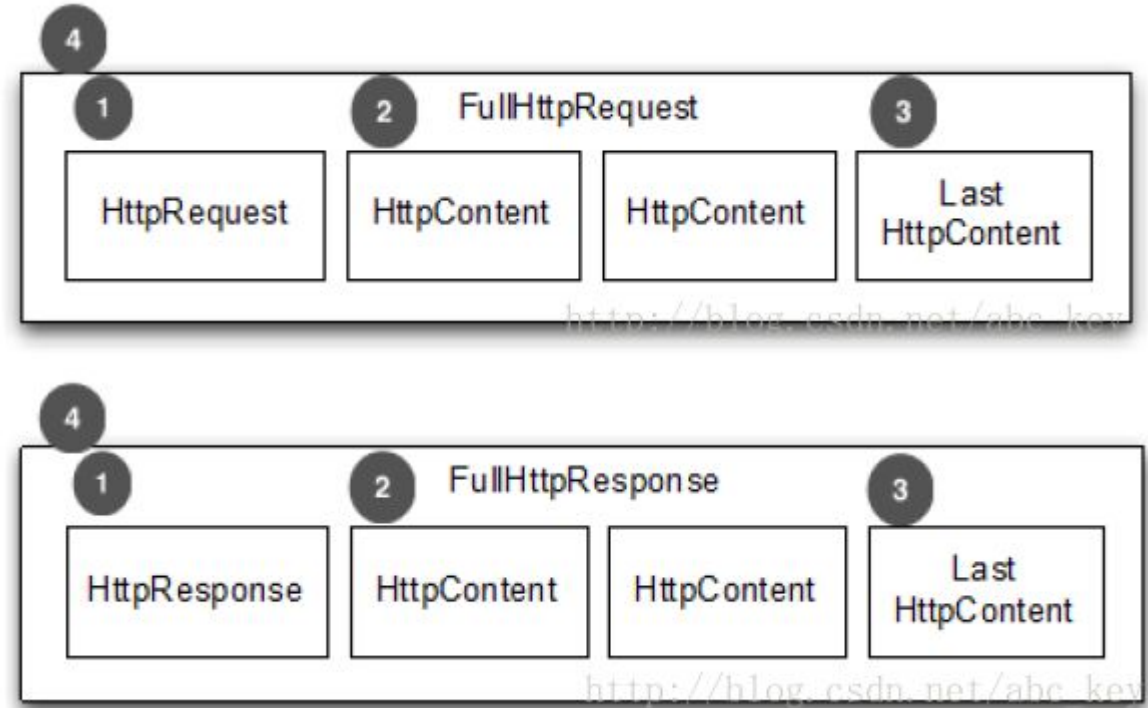 4
1
2
FullHttpRequest
3
HttpRequest
HttpContent
HttpContent
Last
HttpContent
http://blog.csdn.net/abc_key
4
1
2
FullHttpResponse
3
HttpResponse
HttpContent
HttpContent
Last
HttpContent
http://blog.csdn.net/abc_key